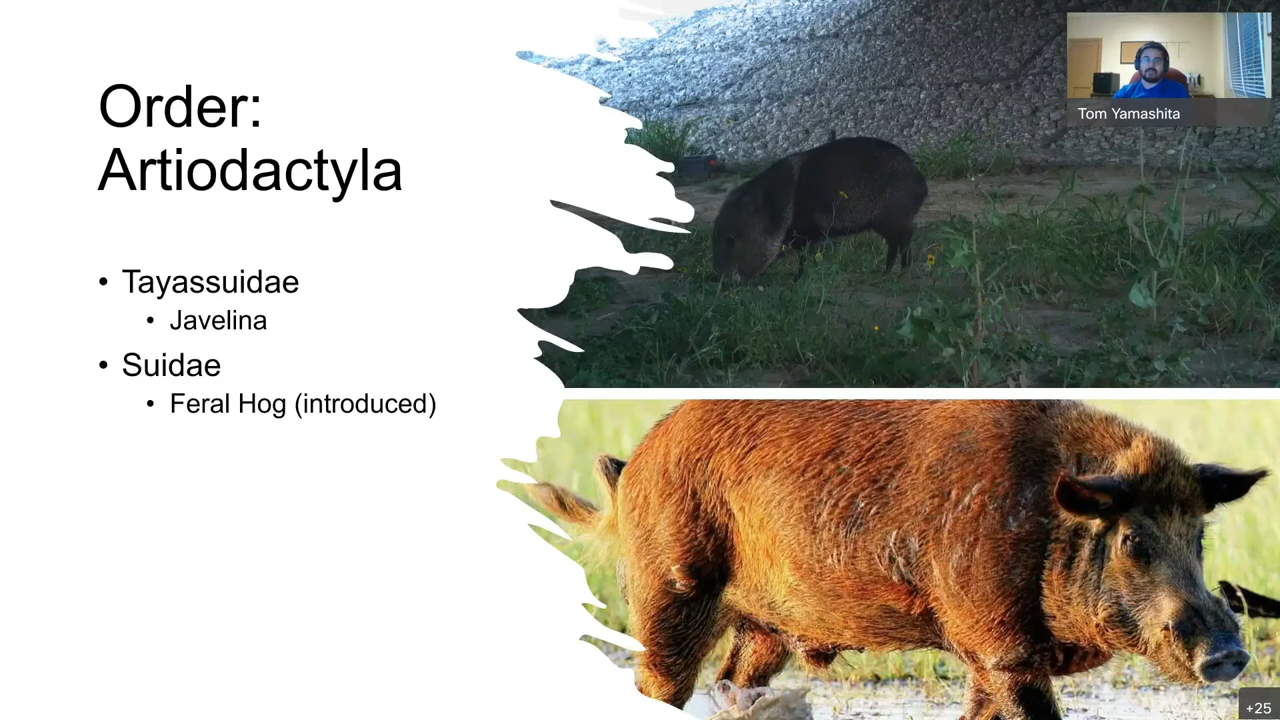 Order:
Artiodactyla
• Tayassuidae
• Javelina
• Suidae
• Feral Hog (introduced)
Tom Yamashita
+25